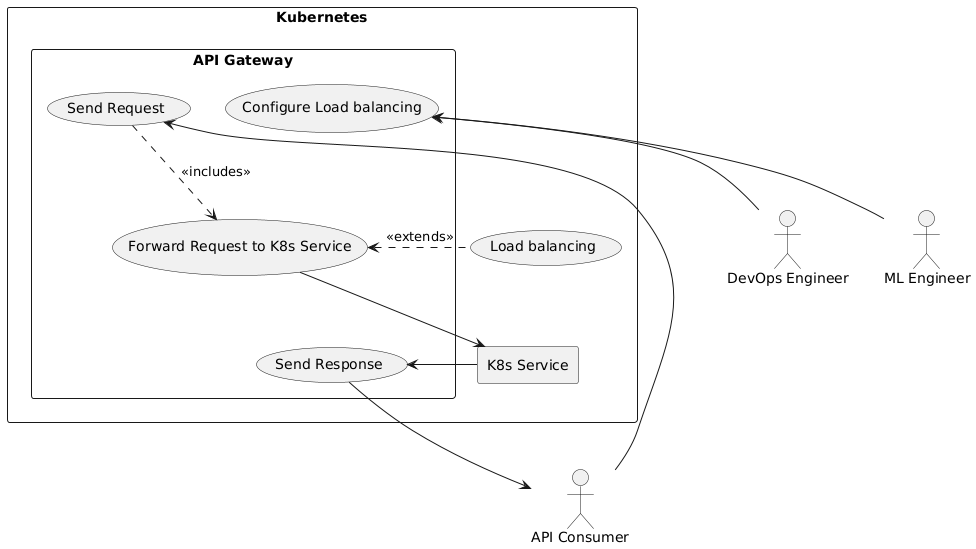 Kubernetes
API Gateway
Send Request
Configure Load balancing
«includes»
Forward Request to K8s Service
«extends»
Load balancing
DevOps Engineer
ML Engineer
Send Response
K8s Service
API Consumer